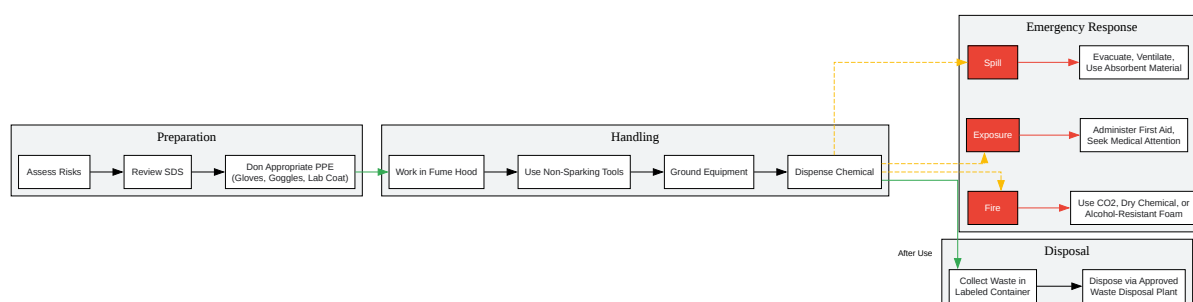 Preparation
Assess Risks
Review SDS
Don Appropriate PPE
(Gloves, Goggles, Lab Coat)
Handling
Work in Fume Hood
Use Non-Sparking Tools
Ground Equipment
Dispense Chemical
Emergency Response
Spill
Evacuate, Ventilate,
Use Absorbent Material
Exposure
Administer First Aid,
Seek Medical Attention
Fire
Use CO2, Dry Chemical, or
Alcohol-Resistant Foam
After Use
Disposal
Collect Waste in
Labeled Container
Dispose via Approved
Waste Disposal Plant